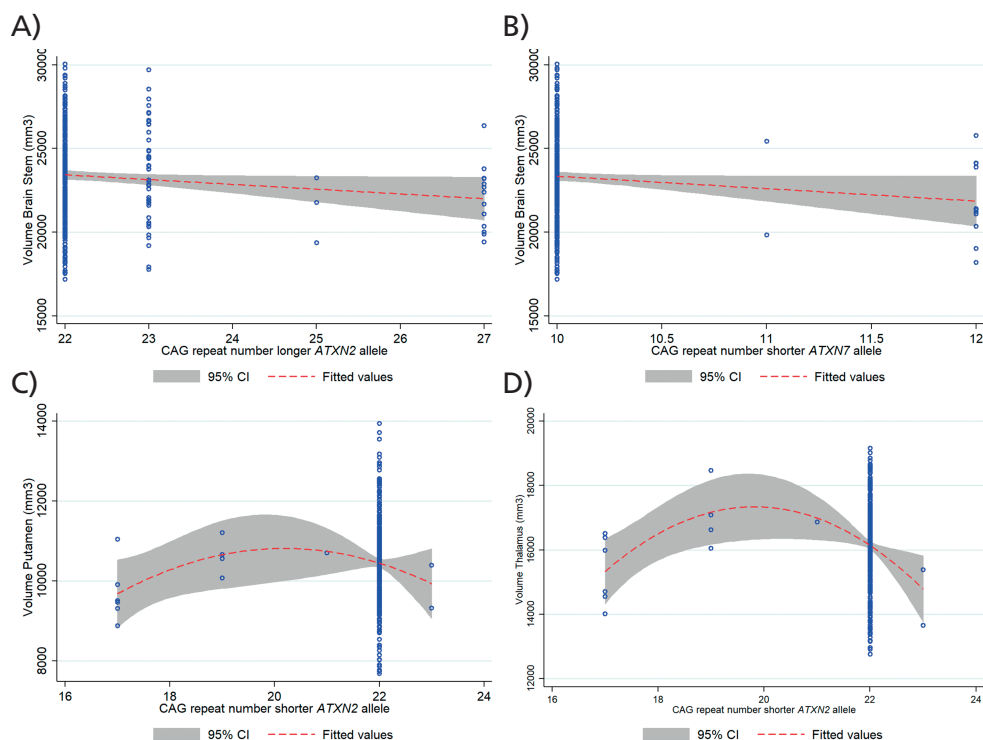 A)
Volume Brain Stem (mm3)
30000
25000
20000
15000
22 23 24 25 26 27
CAG repeat number longer ATXN2 allele
95% CI Fitted values
B)
Volume Brain Stem (mm3)
30000
25000
20000
15000
10 10.5 11 11.5 12
CAG repeat number shorter ATXN7 allele
95% CI Fitted values
C)
Volume Putamen (mm3)
14000
12000
10000
8000
16 18 20 22 24
CAG repeat number shorter ATXN2 allele
95% CI Fitted values
D)
Volume Thalamus (mm3)
20000
18000
16000
14000
12000
16 18 20 22 24
CAG repeat number shorter ATXN2 allele
95% CI Fitted values